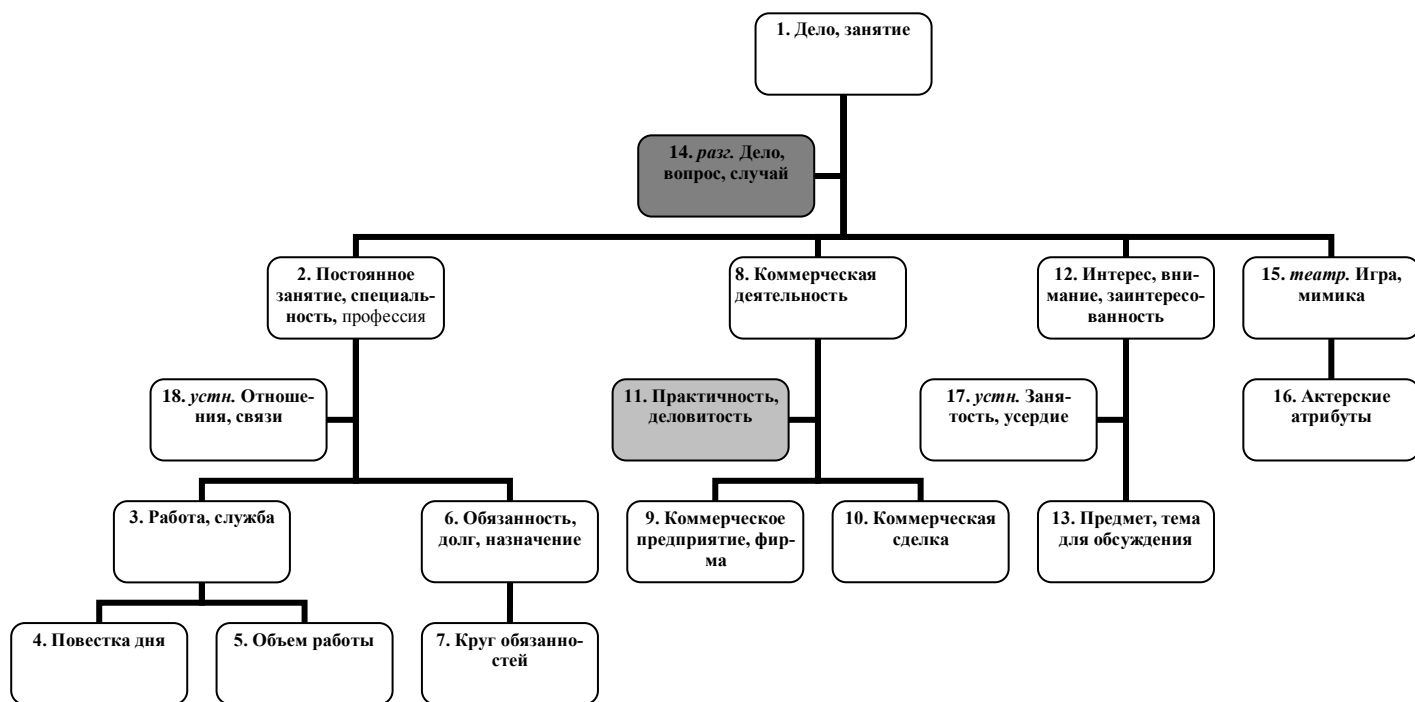 1. Дело, занятие
14. разг. Дело,
вопрос, случай
2. Постоянное
занятие, специаль-
ность, профессия
8. Коммерческая
деятельность
12. Интерес, вни-
мание, заинтересо-
ванность
15. театр. Игра,
мимика
18. устн. Отноше-
ния, связи
11. Практичность,
деловитость
17. устн. Заня-
тость, усердие
16. Актерские
атрибуты
3. Работа, служба
6. Обязанность,
долг, назначение
9. Коммерческое
предприятие, фир-
ма
10. Коммерческая
сделка
13. Предмет, тема
для обсуждения
4. Повестка дня
5. Объем работы
7. Круг обязанно-
стей